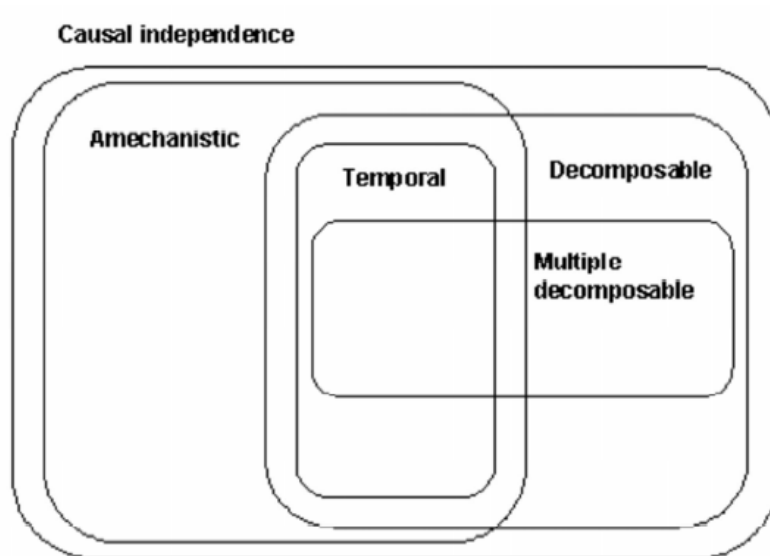 Causal independence
Amechanistic
Temporal
Decomposable
Multiple
decomposable